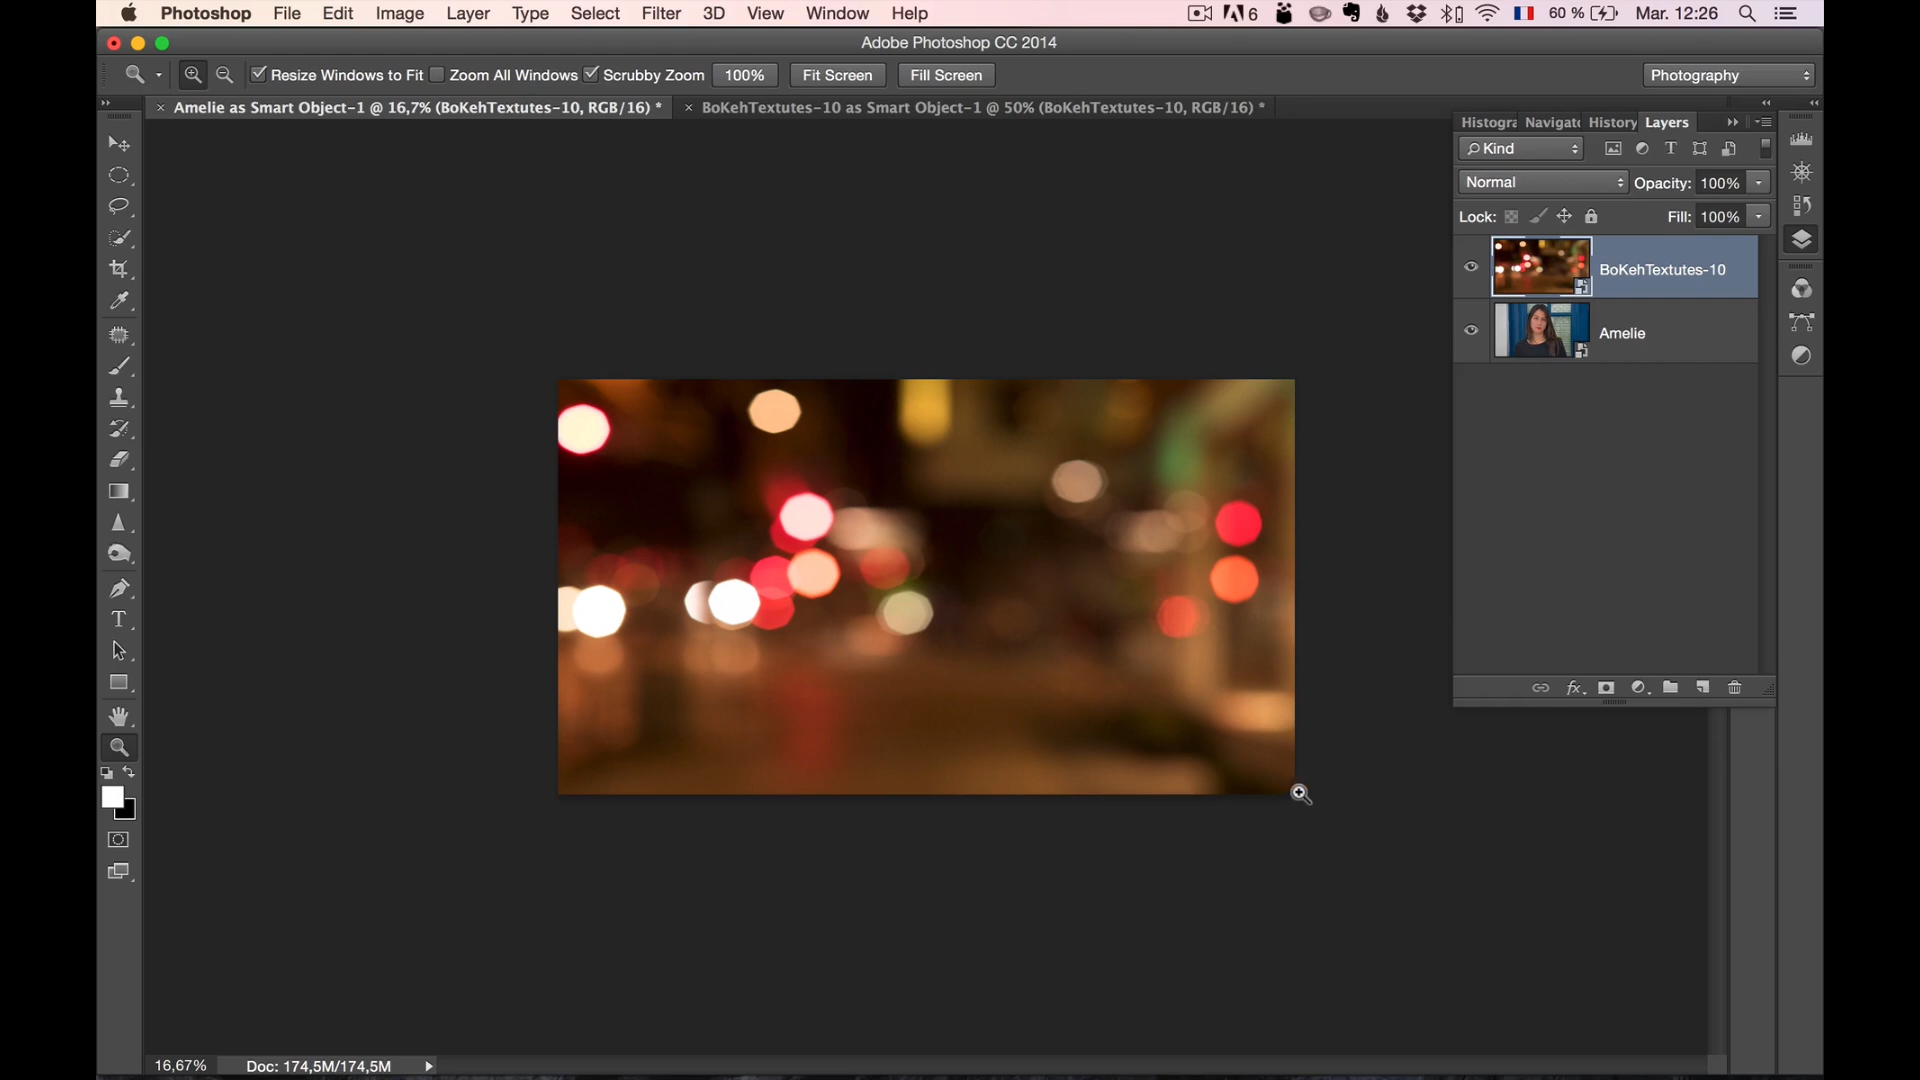 Photoshop File Edit Image Layer Type Select Filter 3D View Window Help 6 60 % Mar. 12:26
Adobe Photoshop CC 2014
Resize Windows to Fit Zoom All Windows Scrubby Zoom 100% Fit Screen Fill Screen Photography
Amelie as Smart Object-1 @ 16,7% (BoKehTextutes-10, RGB/16) * BoKehTextutes-10 as Smart Object-1 @ 50% (BoKehTextutes-10, RGB/16) *
Histogra Navigato History Layers
Kind
Normal Opacity: 100%
Lock: Fill: 100%
BoKehTextutes-10
Amelie
fx
16,67% Doc: 174,5M/174,5M